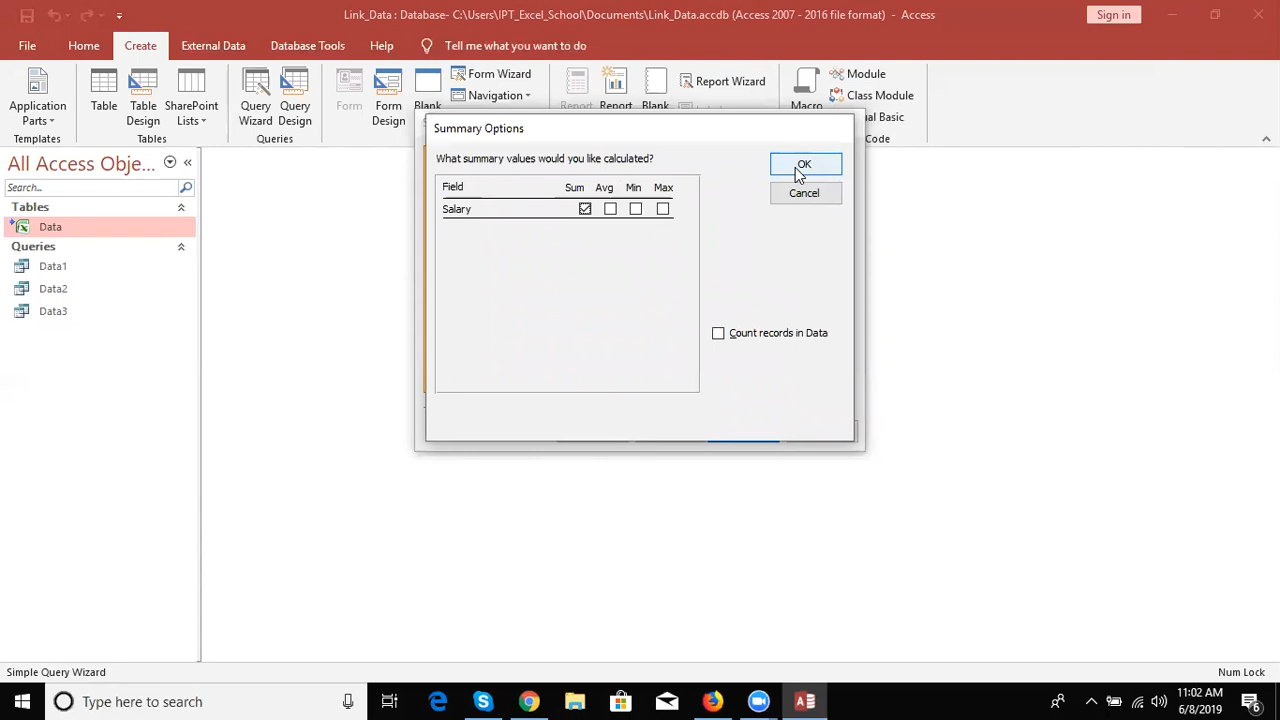 Link_Data : Database- C:\Users\IPT_Excel_School\Documents\Link_Data.accdb (Access 2007 - 2016 file format) - Access
Sign in
File Home Create External Data Database Tools Help Tell me what you want to do
Application Parts
Templates
Table
Table Design
SharePoint Lists
Tables
Query Wizard
Query Design
Queries
Form
Form Design
Blank
Form Wizard
Navigation
Report
Report
Blank
Report Wizard
Macro
Module
Class Module
ual Basic
Code
All Access Obje...
Search...
Tables
Data
Queries
Data1
Data2
Data3
Summary Options
What summary values would you like calculated?
OK
Cancel
Field Sum Avg Min Max
Salary
Count records in Data
Simple Query Wizard
Num Lock
Type here to search
11:02 AM
6/8/2019
6